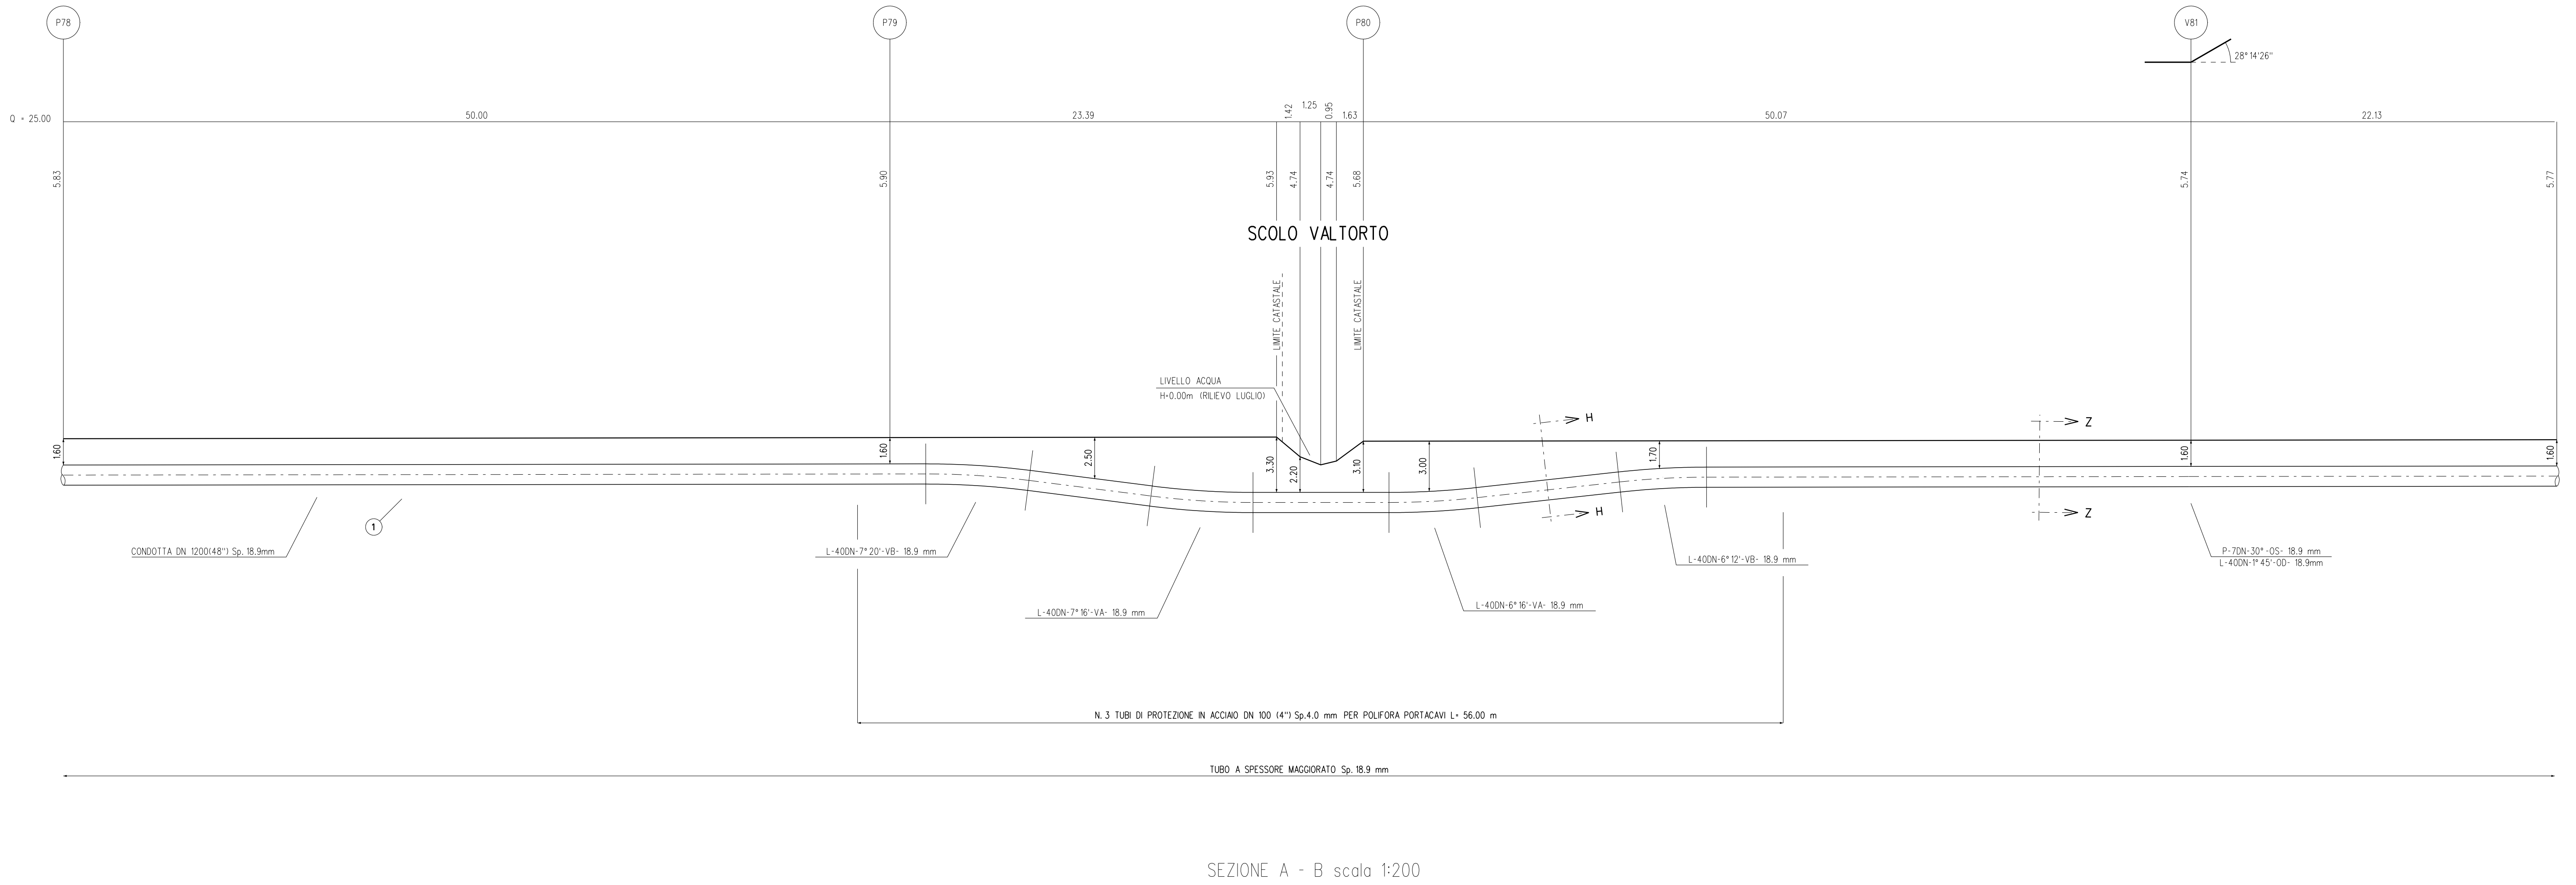 P78
P79
P80
V81
28°14'26"
Q = 25.00
50.00
23.39
1.42
1.25
0.95
1.63
50.07
22.13
5.83
5.90
5.93
4.74
4.74
5.68
5.74
5.77
SCOLO VALTORTO
LIMITE CATASTALE
LIMITE CATASTALE
LIVELLO ACQUA
H=0.00m (RILIEVO LUGLIO)
H
Z
1.60
1.60
2.50
3.30
2.20
3.10
3.00
1.70
1.60
1.60
H
Z
1
CONDOTTA DN 1200(48") Sp. 18.9mm
L-40DN-7°20'-VB- 18.9 mm
L-40DN-6°12'-VB- 18.9 mm
P-7DN-30°-OS- 18.9 mm
L-40DN-1°45'-OD- 18.9mm
L-40DN-7°16'-VA- 18.9 mm
L-40DN-6°16'-VA- 18.9 mm
N. 3 TUBI DI PROTEZIONE IN ACCIAIO DN 100 (4") Sp.4.0 mm PER POLIFORA PORTACAVI L= 56.00 m
TUBO A SPESSORE MAGGIORATO Sp. 18.9 mm
SEZIONE A - B scala 1:200